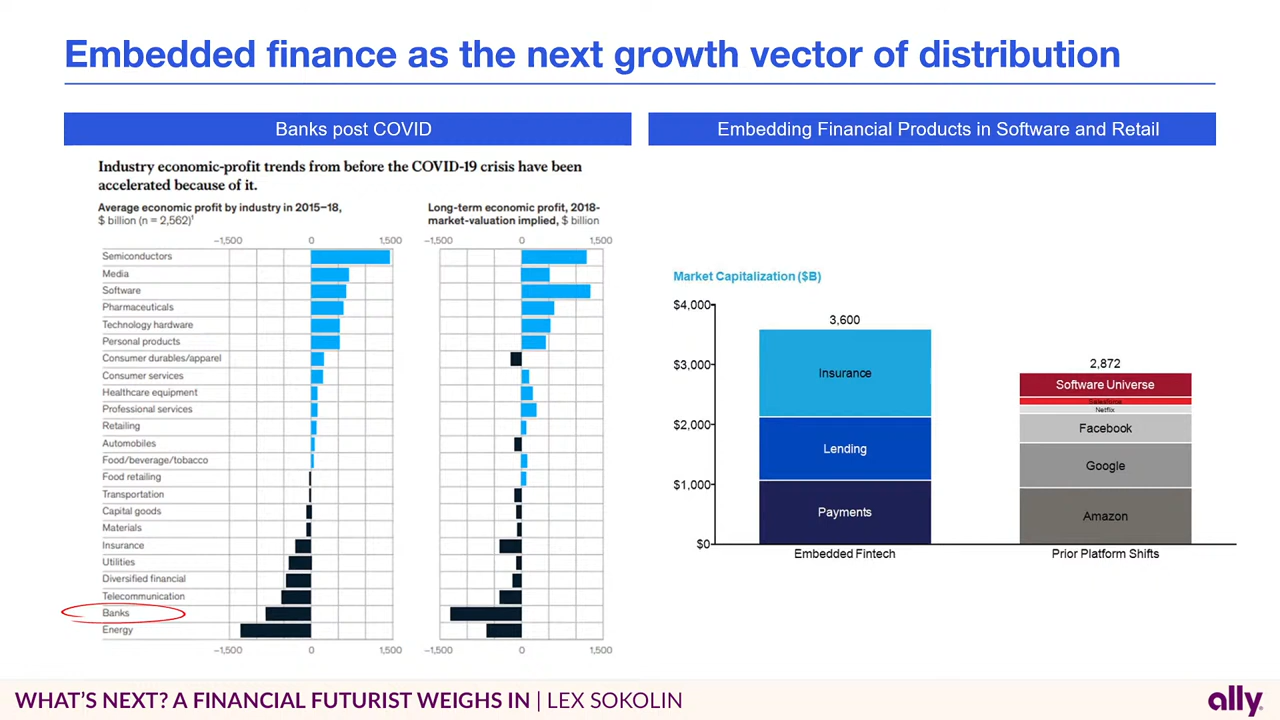 Embedded finance as the next growth vector of distribution
Banks post COVID
Embedding Financial Products in Software and Retail
Industry economic-profit trends from before the COVID-19 crisis have been
accelerated because of it.
Average economic profit by industry in 2015–18,
$ billion (n = 2,562)¹
Long-term economic profit, 2018-
market-valuation implied, $ billion
−1,500 0 1,500
−1,500 0 1,500
Semiconductors
Media
Software
Pharmaceuticals
Technology hardware
Personal products
Consumer durables/apparel
Consumer services
Healthcare equipment
Professional services
Retailing
Automobiles
Food/beverage/tobacco
Food retailing
Transportation
Capital goods
Materials
Insurance
Utilities
Diversified financial
Telecommunication
Banks
Energy
−1,500 0 1,500
−1,500 0 1,500
Market Capitalization ($B)
$4,000
$3,000
$2,000
$1,000
$0
3,600
Insurance
Lending
Payments
Embedded Fintech
2,872
Software Universe
Salesforce
Netflix
Facebook
Google
Amazon
Prior Platform Shifts
WHAT'S NEXT? A FINANCIAL FUTURIST WEIGHS IN | LEX SOKOLIN
ally